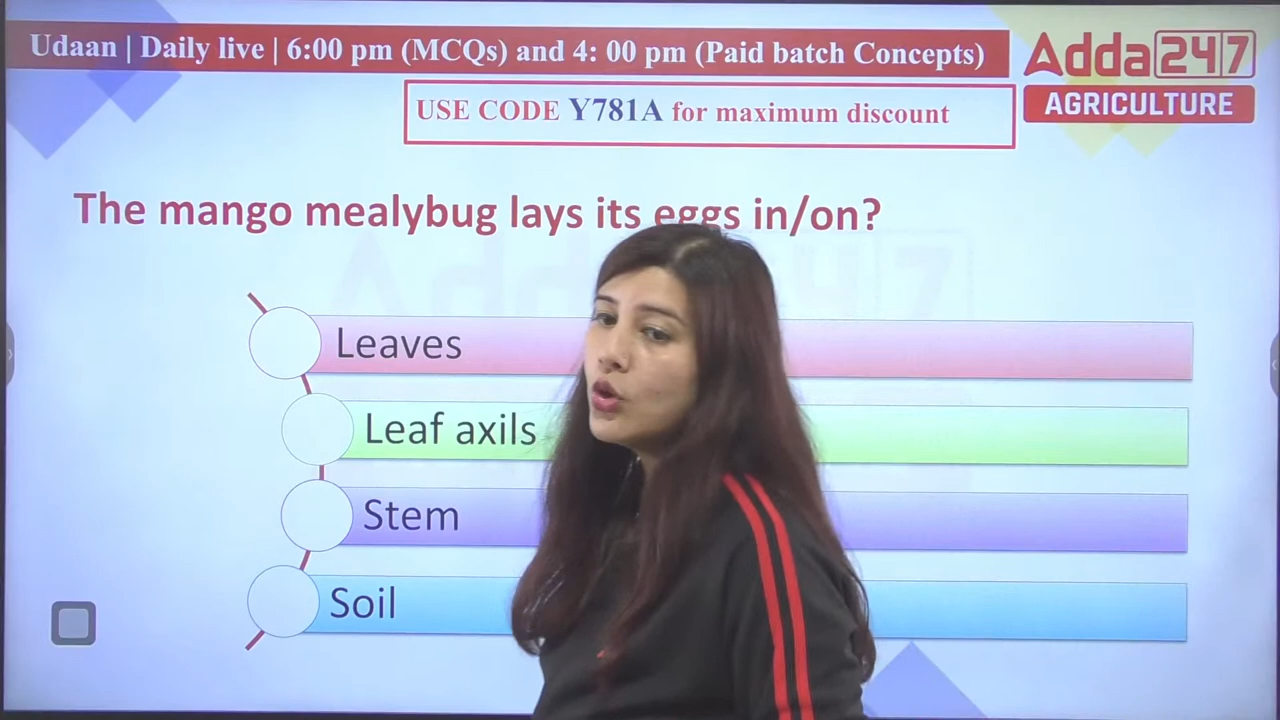 Udaan | Daily live | 6:00 pm (MCQs) and 4: 00 pm (Paid batch Concepts)
Adda247
AGRICULTURE
USE CODE Y781A for maximum discount
The mango mealybug lays its eggs in/on?
Leaves
Leaf axils
Stem
Soil